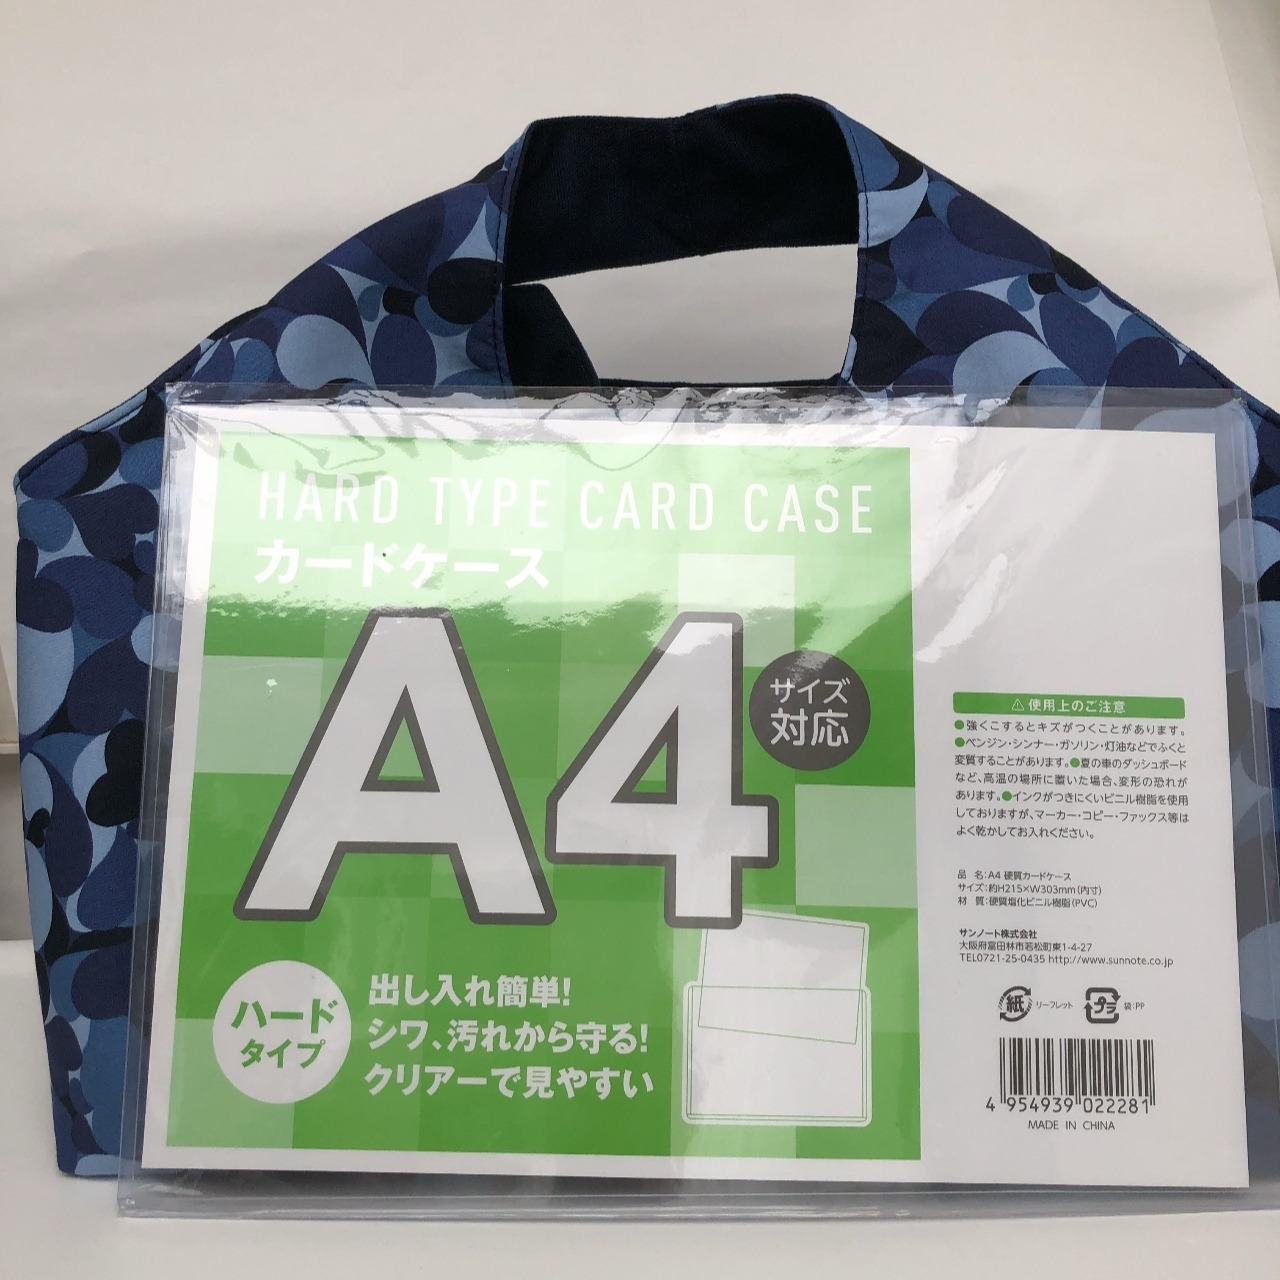 HARD TYPE CARD CASE
カードケース
A4
サイズ
対応
ハード
タイプ
出し入れ簡単!
シワ、汚れから守る!
クリアーで見やすい
⚠使用上のご注意
●強くこするとキズがつくことがあります。
●ベンジン・シンナー・ガソリン・灯油などでふくと
変質することがあります。●夏の車のダッシュボード
など、高温の場所に置いた場合、変形の恐れが
あります。●インクがつきにくいビニル樹脂を使用
しておりますが、マーカー・コピー・ファックス等は
よく乾かしてお入れください。
品 名:A4 硬質カードケース
サイズ:約H215×W303mm(内寸)
材 質:硬質塩化ビニル樹脂(PVC)
サンノート株式会社
大阪府富田林市若松町東1-4-27
TEL0721-25-0435 http://www.sunnote.co.jp
紙 リーフレット プラ 袋:PP
4 954939 022281
MADE IN CHINA